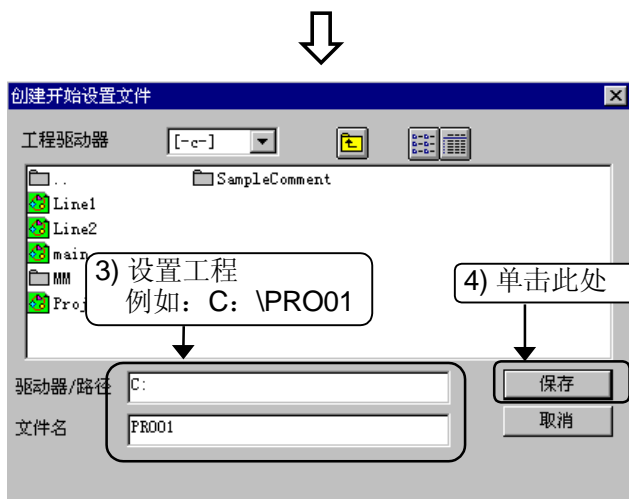 创建开始设置文件
工程驱动器 [-c-]
.. SampleComment
Line1
Line2
main
MM
Proj
3) 设置工程
例如：C：\PRO01
4) 单击此处
驱动器/路径 C:
保存
文件名 PRO01
取消